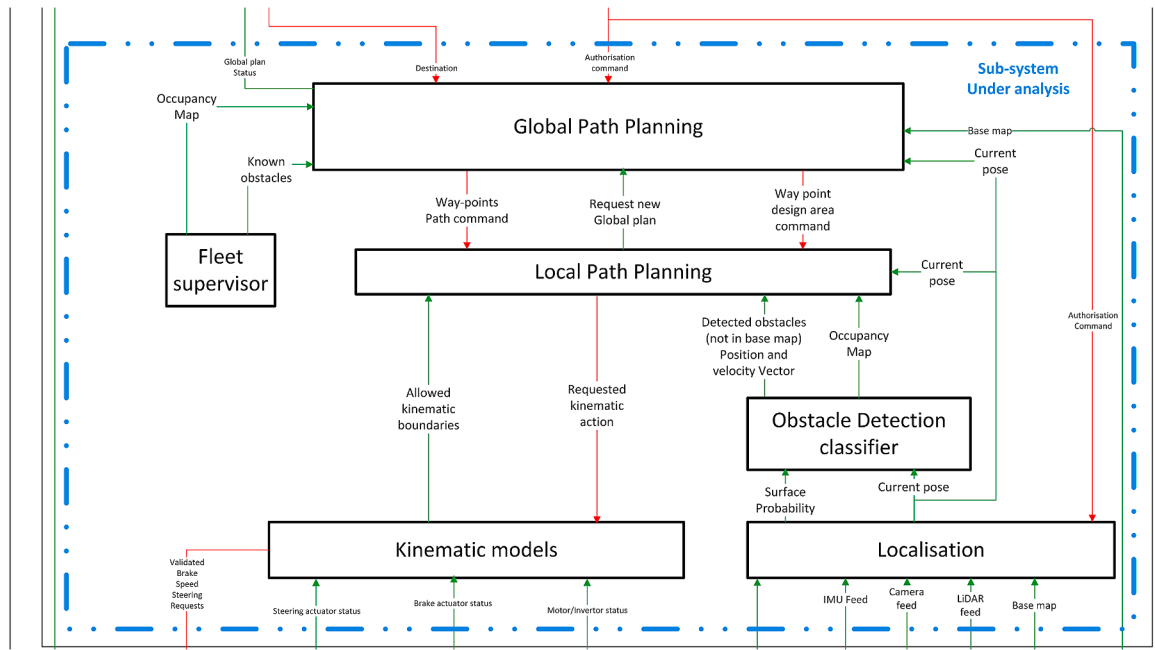 Global plan
Status
Destination
Authorisation
command
Sub-system
Under analysis
Occupancy
Map
Global Path Planning
Base map
Known
obstacles
Current
pose
Way-points
Path command
Request new
Global plan
Way point
design area
command
Fleet
supervisor
Local Path Planning
Current
pose
Authorisation
Command
Detected obstacles
(not in base map)
Position and
velocity Vector
Occupancy
Map
Allowed
kinematic
boundaries
Requested
kinematic
action
Obstacle Detection
classifier
Surface
Probability
Current pose
Kinematic models
Localisation
Validated
Brake
Speed
Steering
Requests
Steering actuator status
Brake actuator status
Motor/Invertor status
IMU Feed
Camera
feed
LiDAR
feed
Base map